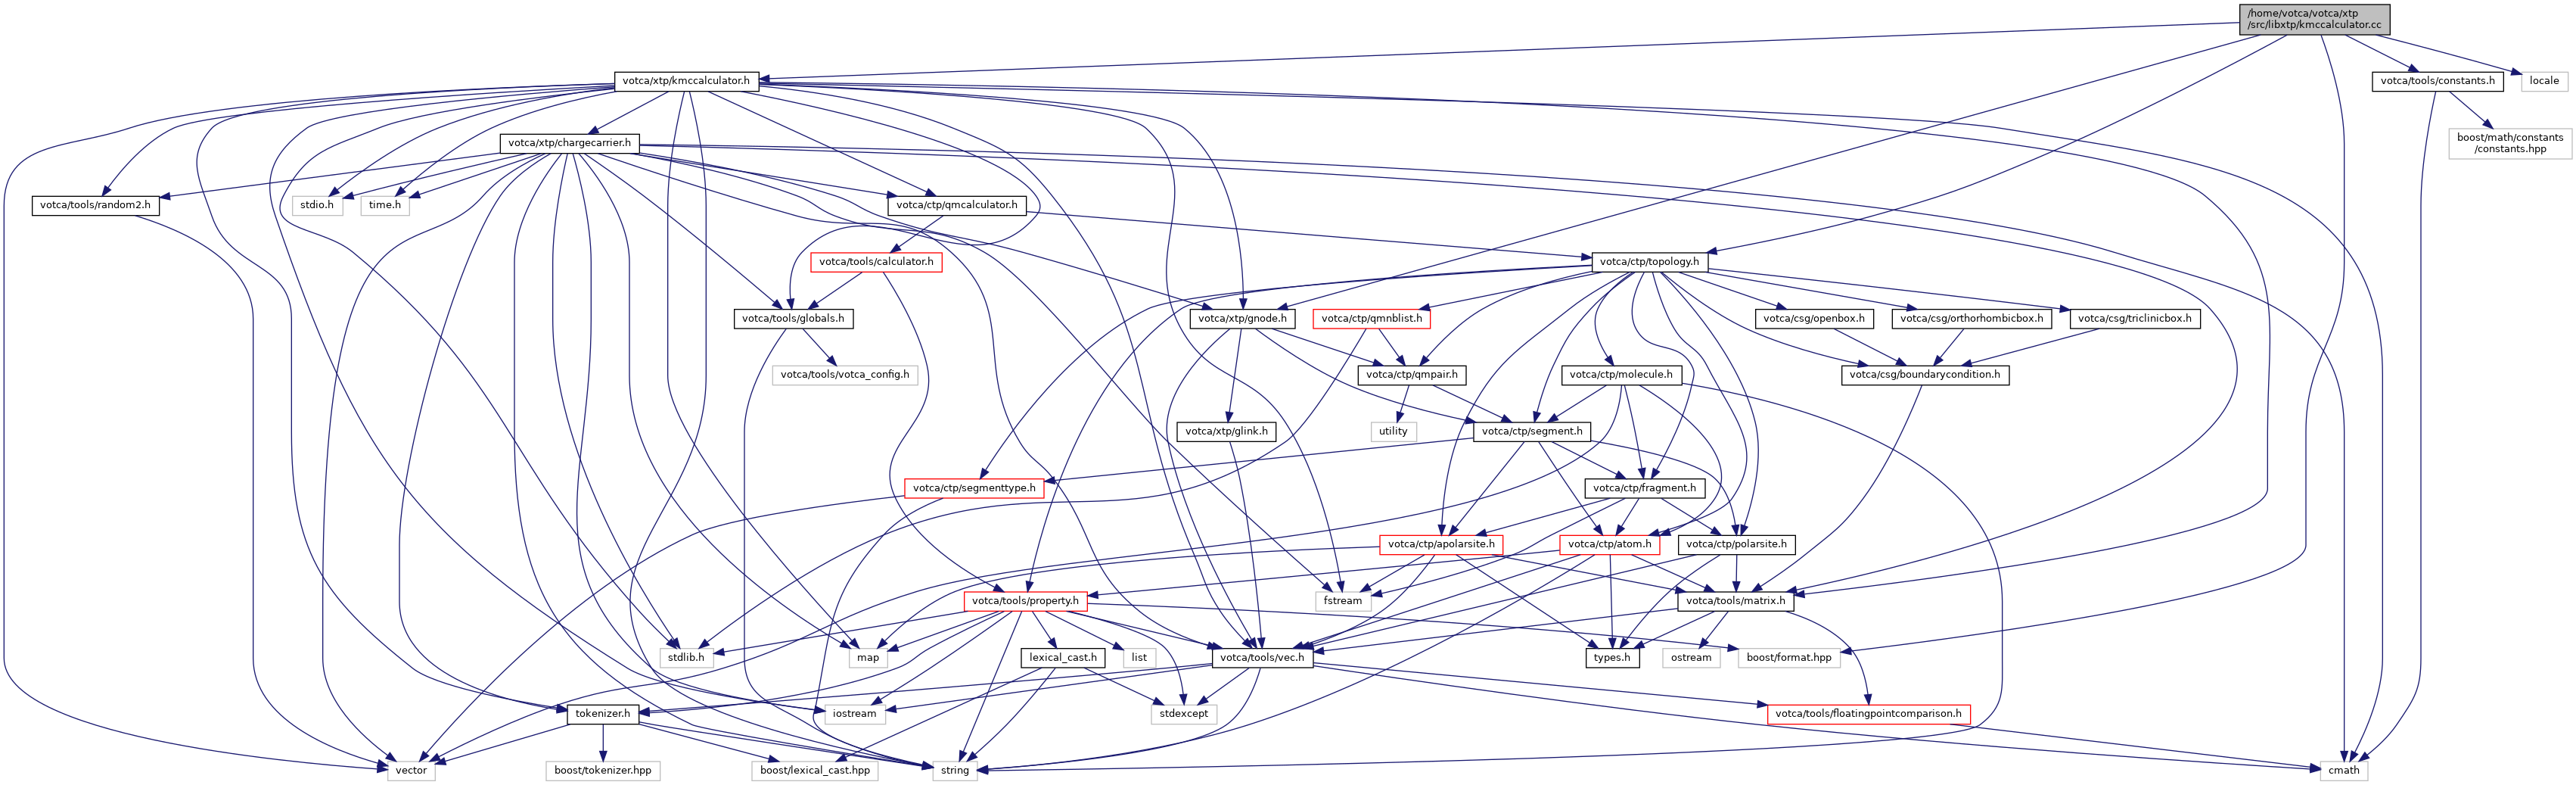 /home/votca/votca/xtp
/src/libxtp/kmccalculator.cc
votca/xtp/kmccalculator.h
votca/tools/constants.h
locale
votca/xtp/chargecarrier.h
boost/math/constants
/constants.hpp
votca/tools/random2.h
stdio.h
time.h
votca/ctp/qmcalculator.h
votca/tools/calculator.h
votca/ctp/topology.h
votca/tools/globals.h
votca/xtp/gnode.h
votca/ctp/qmnblist.h
votca/csg/openbox.h
votca/csg/orthorhombicbox.h
votca/csg/triclinicbox.h
votca/tools/votca_config.h
votca/ctp/qmpair.h
votca/ctp/molecule.h
votca/csg/boundarycondition.h
votca/xtp/glink.h
utility
votca/ctp/segment.h
votca/ctp/segmenttype.h
votca/ctp/fragment.h
votca/ctp/apolarsite.h
votca/ctp/atom.h
votca/ctp/polarsite.h
votca/tools/property.h
fstream
votca/tools/matrix.h
stdlib.h
map
lexical_cast.h
list
votca/tools/vec.h
types.h
ostream
boost/format.hpp
tokenizer.h
iostream
stdexcept
votca/tools/floatingpointcomparison.h
vector
boost/tokenizer.hpp
boost/lexical_cast.hpp
string
cmath